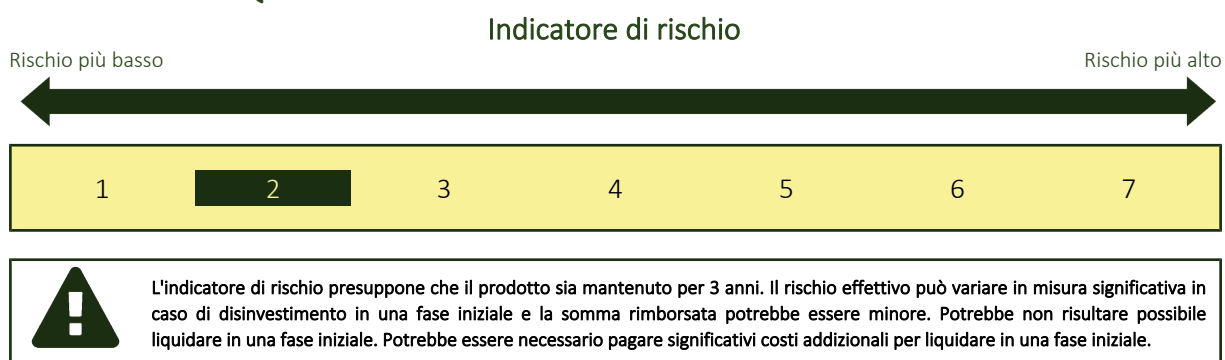 Indicatore di rischio
Rischio più basso
Rischio più alto
1 2 3 4 5 6 7
L'indicatore di rischio presuppone che il prodotto sia mantenuto per 3 anni. Il rischio effettivo può variare in misura significativa in
caso di disinvestimento in una fase iniziale e la somma rimborsata potrebbe essere minore. Potrebbe non risultare possibile
liquidare in una fase iniziale. Potrebbe essere necessario pagare significativi costi addizionali per liquidare in una fase iniziale.